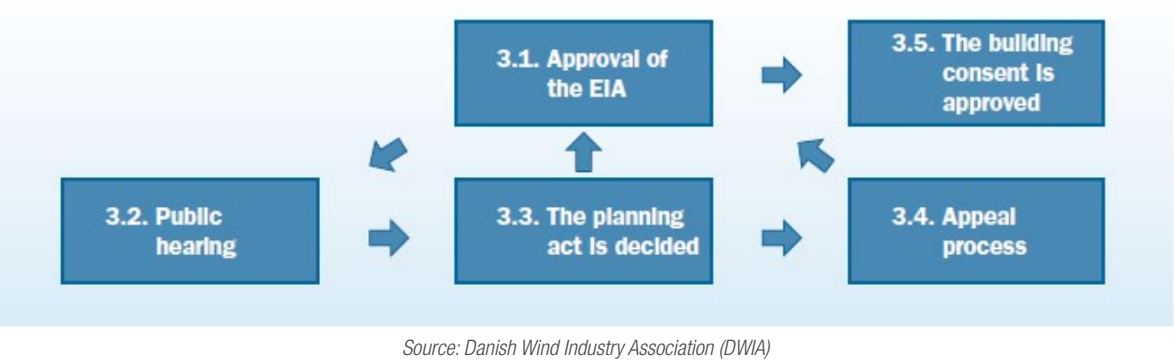 3.1. Approval of
the EIA
3.5. The building
consent is
approved
3.2. Public
hearing
3.3. The planning
act is decided
3.4. Appeal
process
Source: Danish Wind Industry Association (DWIA)